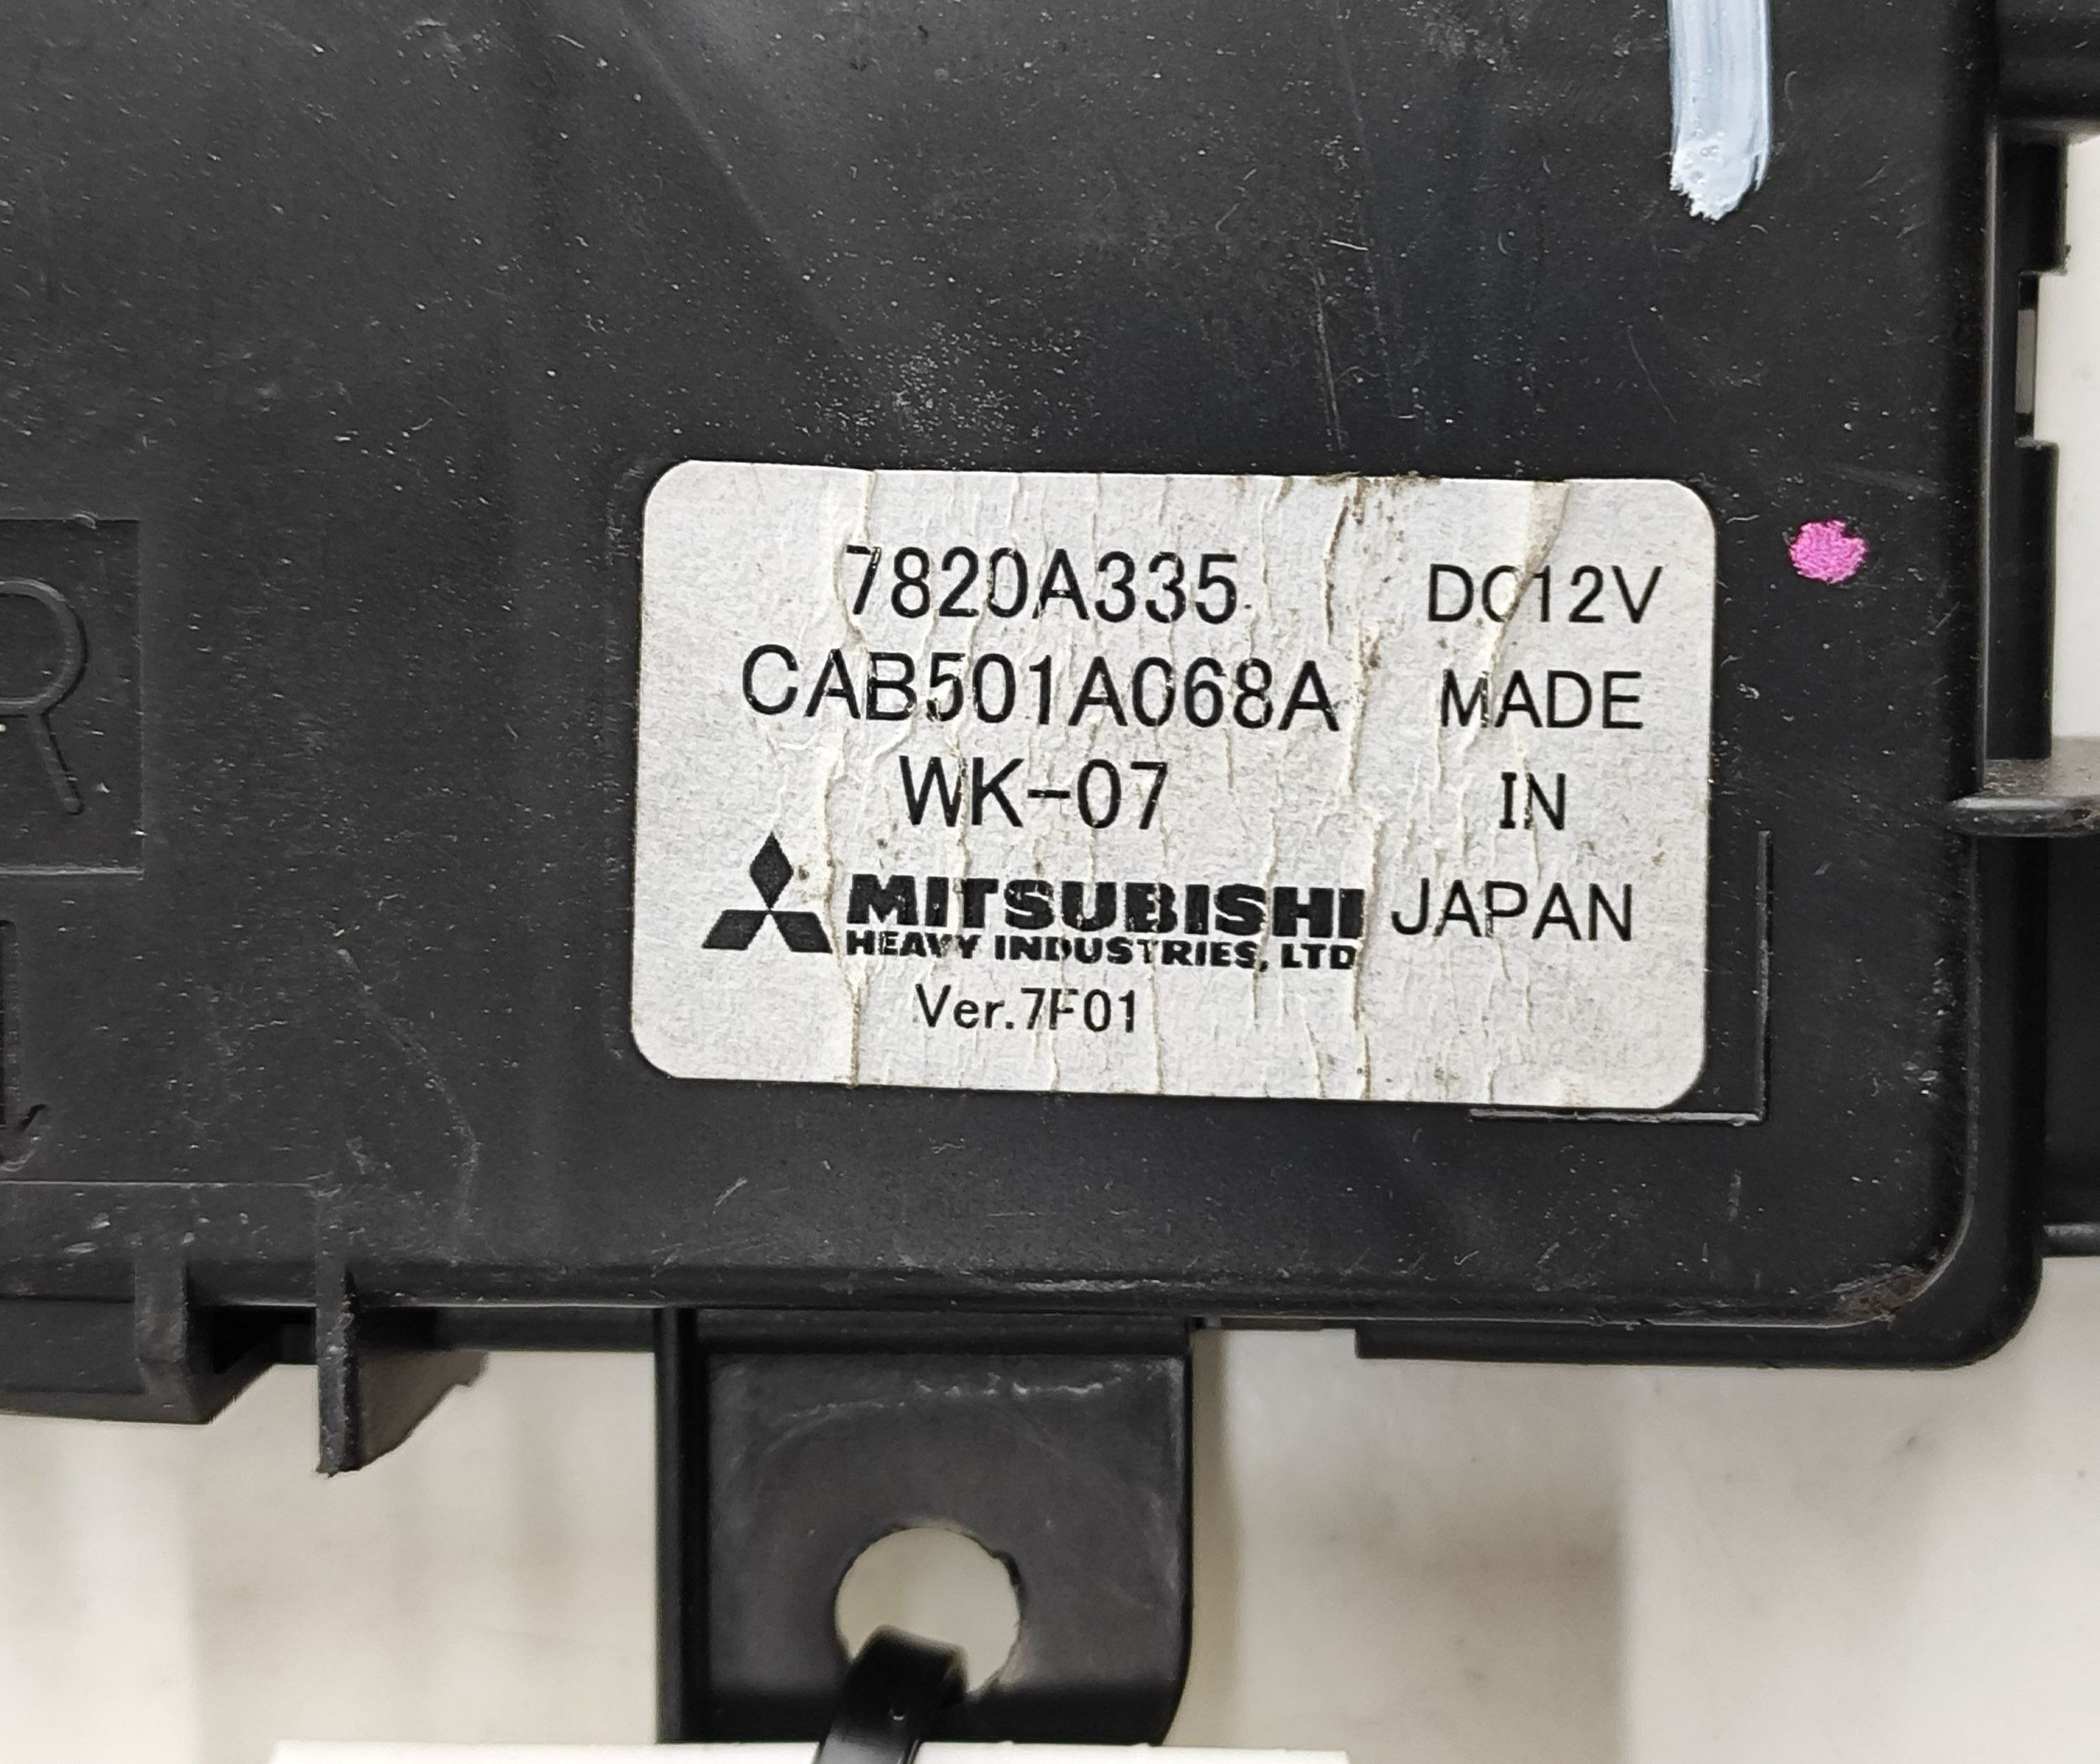 7820A335 DC12V
CAB501A068A MADE
WK-07 IN
MITSUBISHI JAPAN
HEAVY INDUSTRIES, LTD
Ver.7F01
R